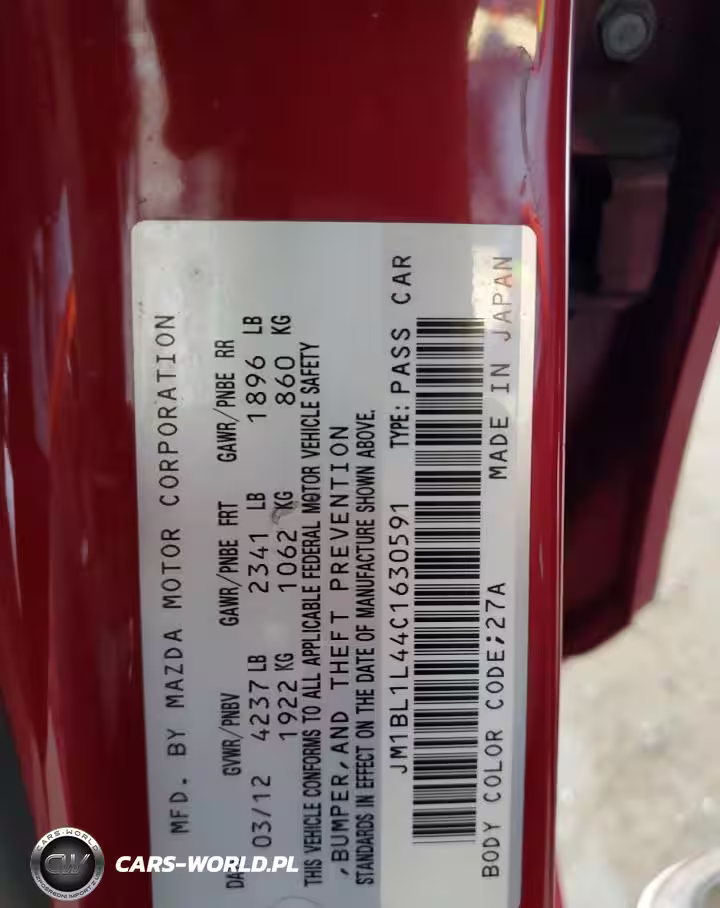 MFD. BY MAZDA MOTOR CORPORATION
GVWR/PNBV GAWR/PNBE FRT GAWR/PNBE RR
03/12 4237 LB 2341 LB 1896 LB
1922 KG 1062 KG 860 KG
THIS VEHICLE CONFORMS TO ALL APPLICABLE FEDERAL MOTOR VEHICLE SAFETY
,BUMPER,AND THEFT PREVENTION
STANDARDS IN EFFECT ON THE DATE OF MANUFACTURE SHOWN ABOVE.
JM1BL1L44C1630591 TYPE: PASS CAR
BODY COLOR CODE;27A MADE IN JAPAN
CARS-WORLD
CW
CARS-WORLD.PL